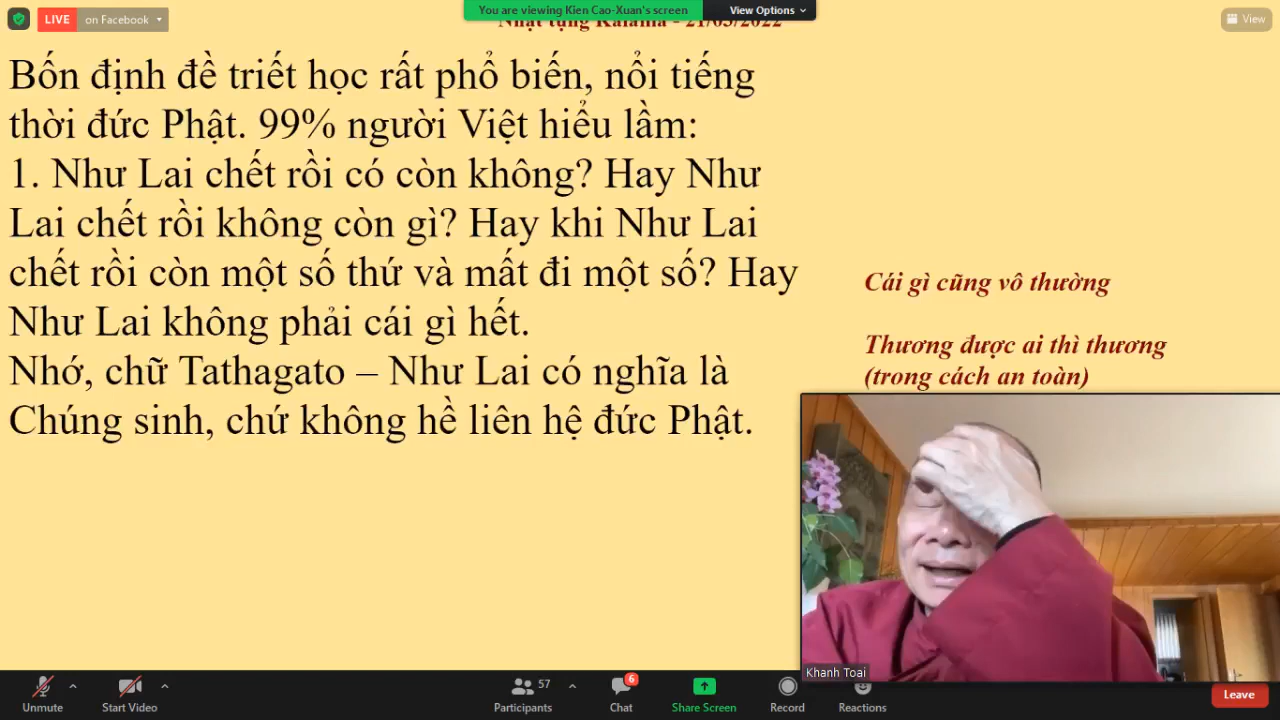 LIVE on Facebook
You are viewing Kien Cao-Xuan's screen
View Options
View
Nhật tụng Kalama - 21/03/2022
Bốn định đề triết học rất phổ biến, nổi tiếng
thời đức Phật. 99% người Việt hiểu lầm:
1. Như Lai chết rồi có còn không? Hay Như
Lai chết rồi không còn gì? Hay khi Như Lai
chết rồi còn một số thứ và mất đi một số? Hay
Như Lai không phải cái gì hết.
Nhớ, chữ Tathagato – Như Lai có nghĩa là
Chúng sinh, chứ không hề liên hệ đức Phật.
Cái gì cũng vô thường
Thương được ai thì thương
(trong cách an toàn)
Khanh Toai
Unmute
Start Video
57
Participants
6
Chat
Share Screen
Record
Reactions
Leave